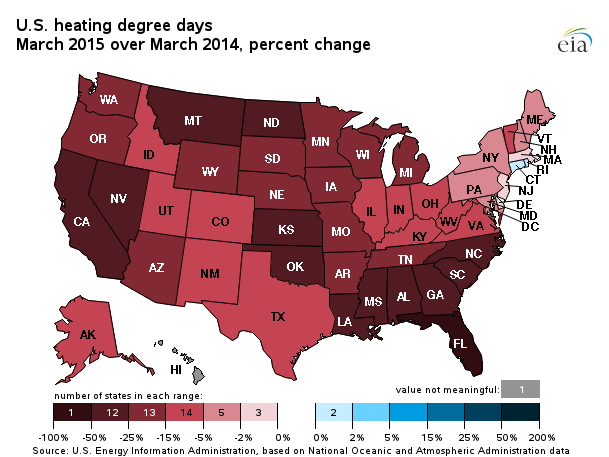 U.S. heating degree days
March 2015 over March 2014, percent change
eia
WA
MT
ND
MN
ME
OR
ID
SD
WI
MI
NY
VT
NH
MA
RI
CT
WY
NE
IA
PA
NJ
DE
MD
DC
NV
UT
CO
IL
IN
OH
WV
VA
CA
KS
MO
KY
AZ
NM
OK
AR
TN
NC
SC
TX
LA
MS
AL
GA
FL
AK
HI
number of states in each range:
value not meaningful: 1
1 12 13 14 5 3 2
-100% -50% -25% -15% -5% -2% 0% 0% 2% 5% 15% 25% 50% 200%
Source: U.S. Energy Information Administration, based on National Oceanic and Atmospheric Administration data